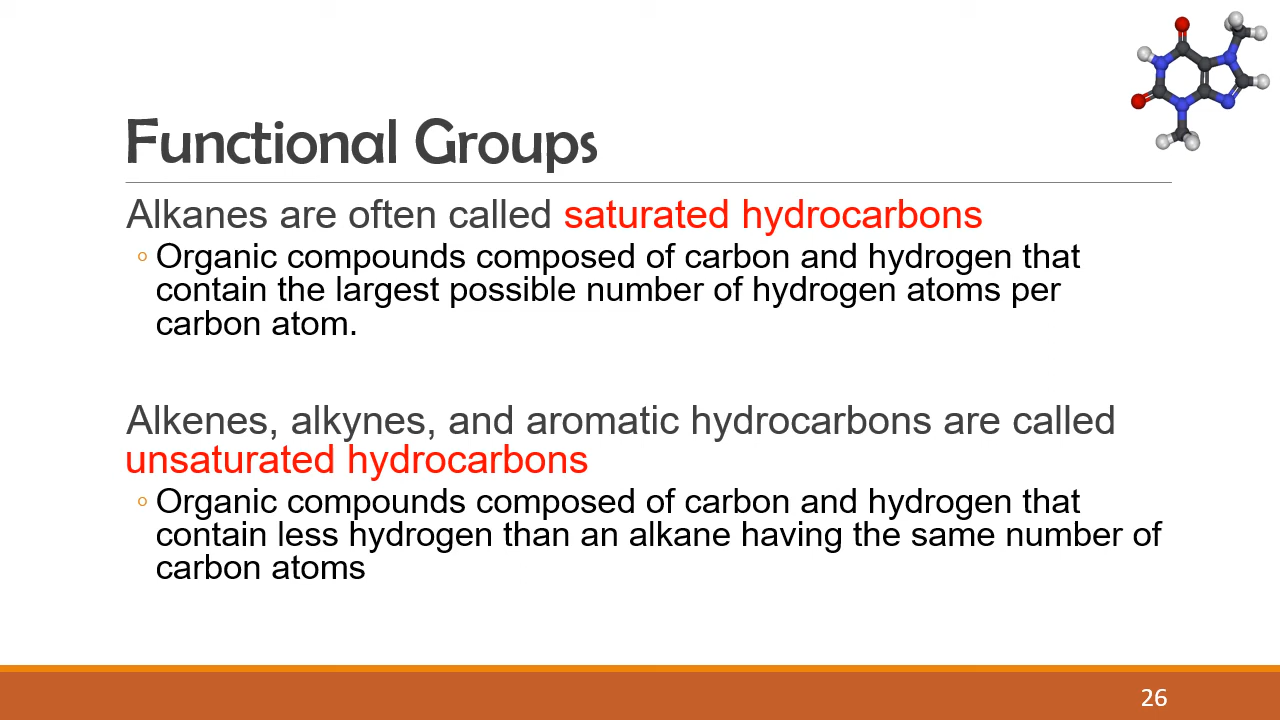 Functional Groups
Alkanes are often called saturated hydrocarbons
◦ Organic compounds composed of carbon and hydrogen that
contain the largest possible number of hydrogen atoms per
carbon atom.
Alkenes, alkynes, and aromatic hydrocarbons are called
unsaturated hydrocarbons
◦ Organic compounds composed of carbon and hydrogen that
contain less hydrogen than an alkane having the same number of
carbon atoms
26